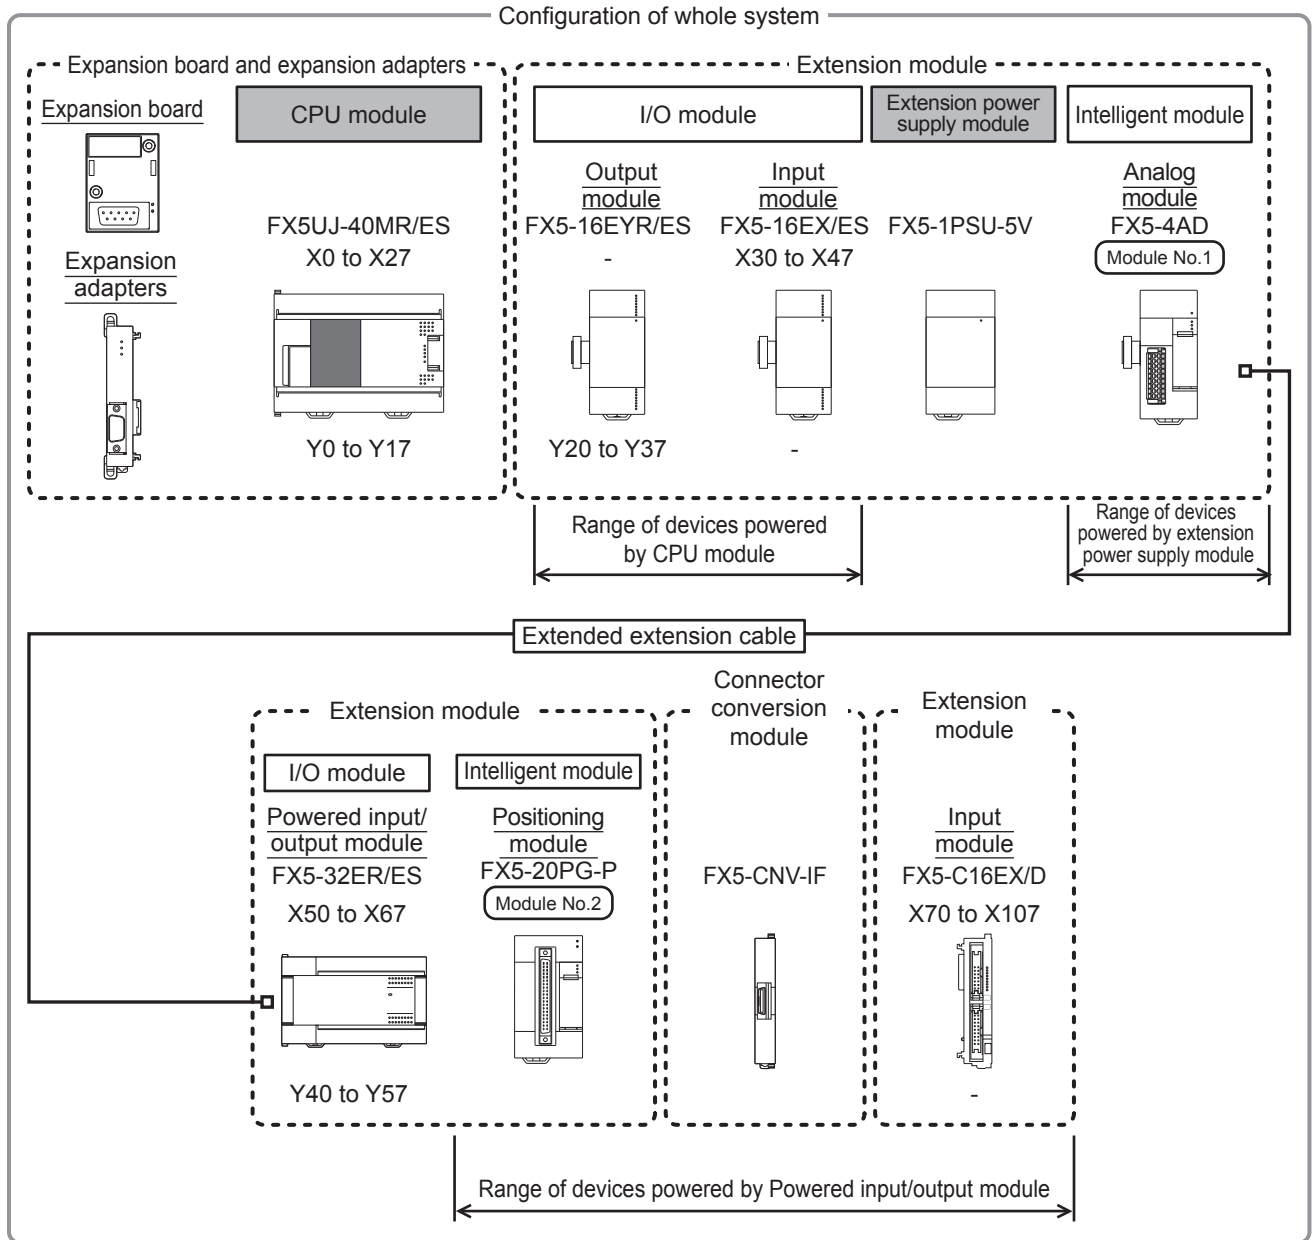 Configuration of whole system
Expansion board and expansion adapters
Expansion board
CPU module
Expansion
adapters
FX5UJ-40MR/ES
X0 to X27
Y0 to Y17
Extension module
I/O module
Extension power
supply module
Intelligent module
Output
module
FX5-16EYR/ES
-
Y20 to Y37
Input
module
FX5-16EX/ES
X30 to X47
-
FX5-1PSU-5V
Analog
module
FX5-4AD
Module No.1
Range of devices powered
by CPU module
Range of devices
powered by extension
power supply module
Extended extension cable
Extension module
I/O module
Powered input/
output module
FX5-32ER/ES
X50 to X67
Y40 to Y57
Intelligent module
Positioning
module
FX5-20PG-P
Module No.2
Connector
conversion
module
FX5-CNV-IF
Extension
module
Input
module
FX5-C16EX/D
X70 to X107
-
Range of devices powered by Powered input/output module